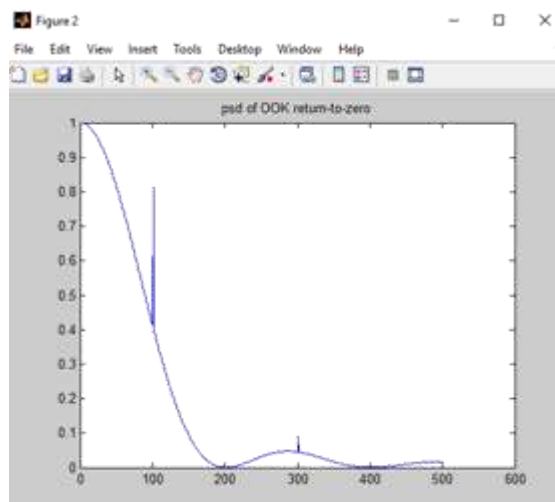 Figure 2
File Edit View Insert Tools Desktop Window Help
psd of OOK return-to-zero
1
0.9
0.8
0.7
0.6
0.5
0.4
0.3
0.2
0.1
0
0 100 200 300 400 500 600